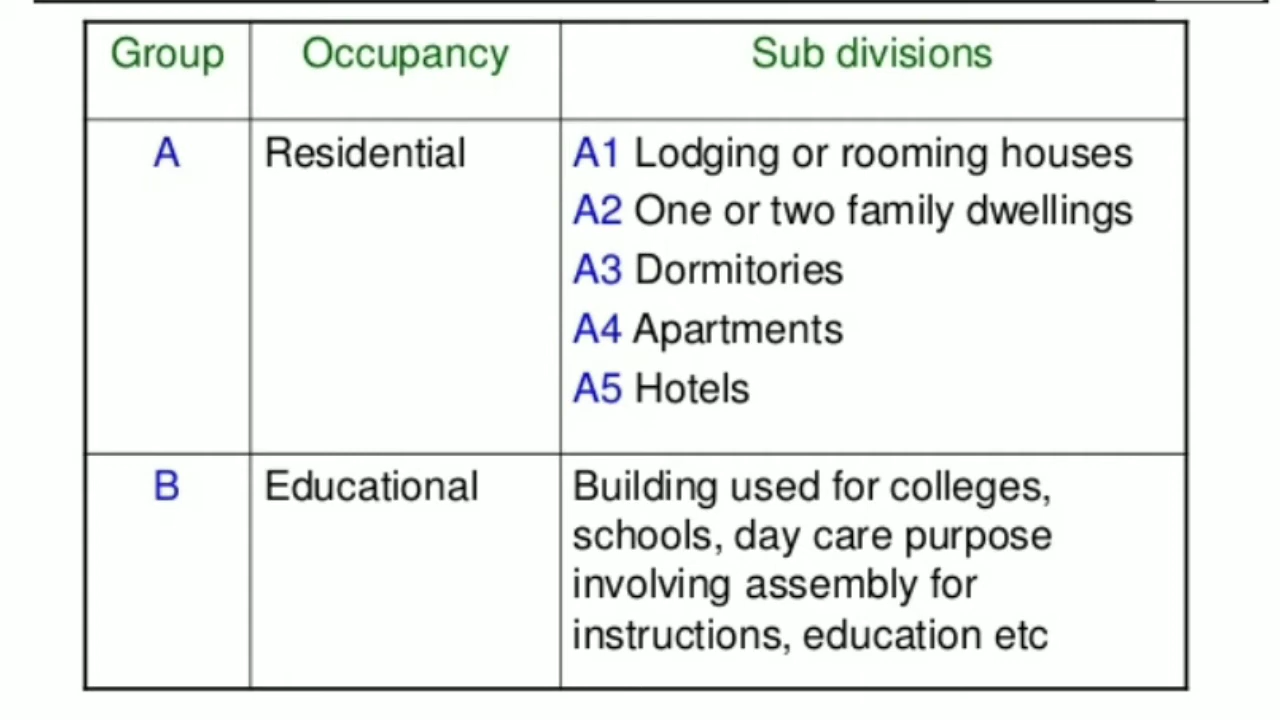 Group Occupancy Sub divisions
A Residential A1 Lodging or rooming houses
A2 One or two family dwellings
A3 Dormitories
A4 Apartments
A5 Hotels
B Educational Building used for colleges,
schools, day care purpose
involving assembly for
instructions, education etc